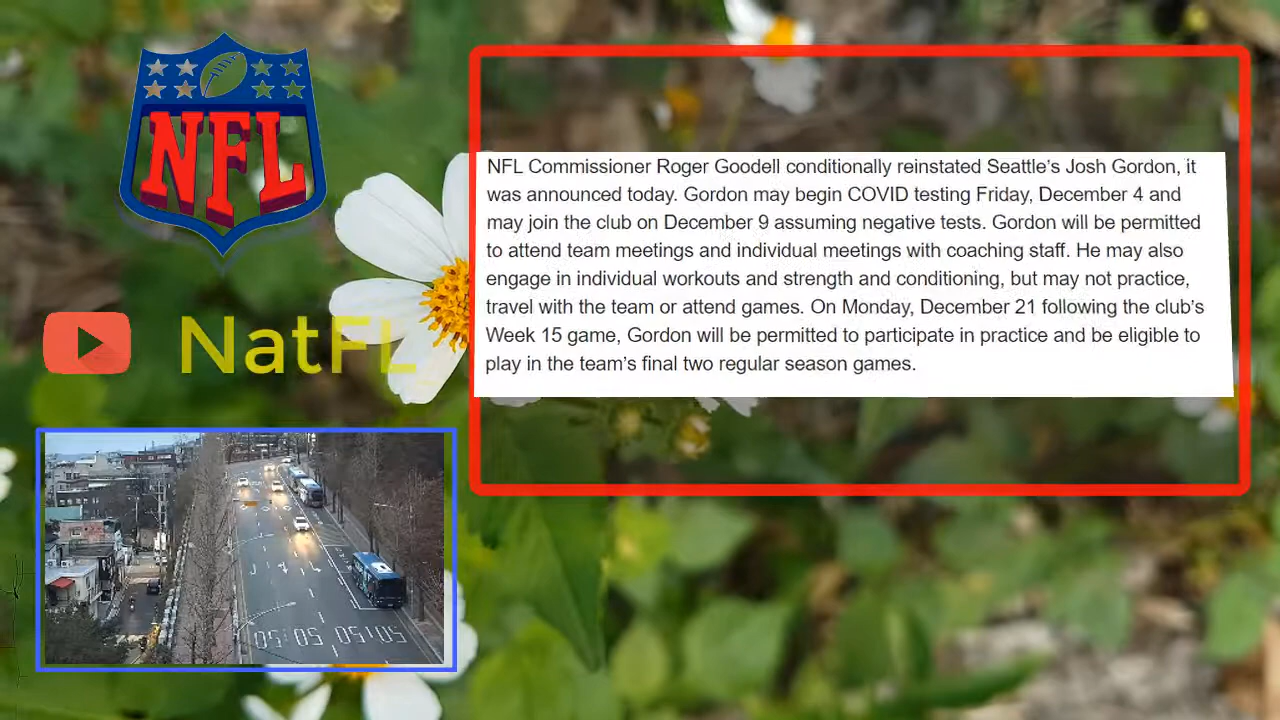 NFL
NFL Commissioner Roger Goodell conditionally reinstated Seattle's Josh Gordon, it
was announced today. Gordon may begin COVID testing Friday, December 4 and
may join the club on December 9 assuming negative tests. Gordon will be permitted
to attend team meetings and individual meetings with coaching staff. He may also
engage in individual workouts and strength and conditioning, but may not practice,
travel with the team or attend games. On Monday, December 21 following the club's
Week 15 game, Gordon will be permitted to participate in practice and be eligible to
play in the team's final two regular season games.
NatFL